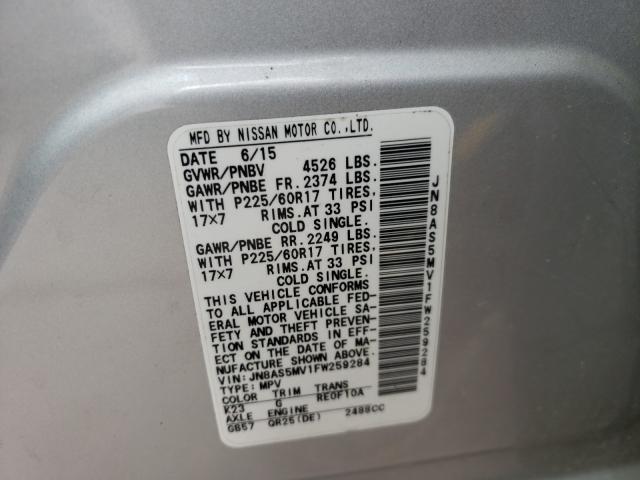 MFD BY NISSAN MOTOR CO.,LTD.
DATE 6/15
GVWR/PNBV 4526 LBS.
GAWR/PNBE FR. 2374 LBS.
WITH P225/60R17 TIRES,
17×7 RIMS.AT 33 PSI
COLD SINGLE.
GAWR/PNBE RR. 2249 LBS.
WITH P225/60R17 TIRES,
17×7 RIMS.AT 33 PSI
COLD SINGLE.
THIS VEHICLE CONFORMS
TO ALL APPLICABLE FED-
ERAL MOTOR VEHICLE SA-
FETY AND THEFT PREVEN-
TION STANDARDS IN EFF-
ECT ON THE DATE OF MA-
NUFACTURE SHOWN ABOVE.
VIN:JN8AS5MV1FW259284
TYPE: MPV
COLOR TRIM TRANS
K23 G RE0F10A
AXLE ENGINE
GB57 QR25(DE) 2488CC
JN8AS5MV1FW259284